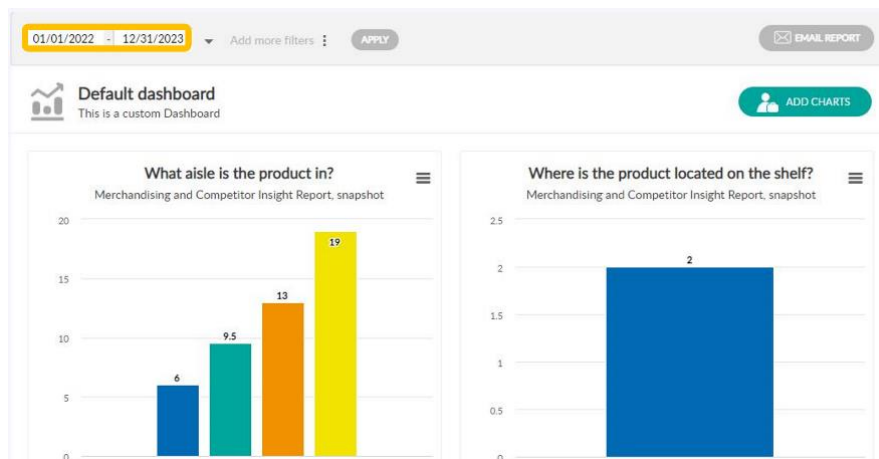 01/01/2022 - 12/31/2023 Add more filters APPLY EMAIL REPORT
Default dashboard
This is a custom Dashboard
ADD CHARTS
What aisle is the product in?
Merchandising and Competitor Insight Report, snapshot
20
19
15
13
10
9.5
6
5
0
Where is the product located on the shelf?
Merchandising and Competitor Insight Report, snapshot
2.5
2
2
1.5
1
0.5
0